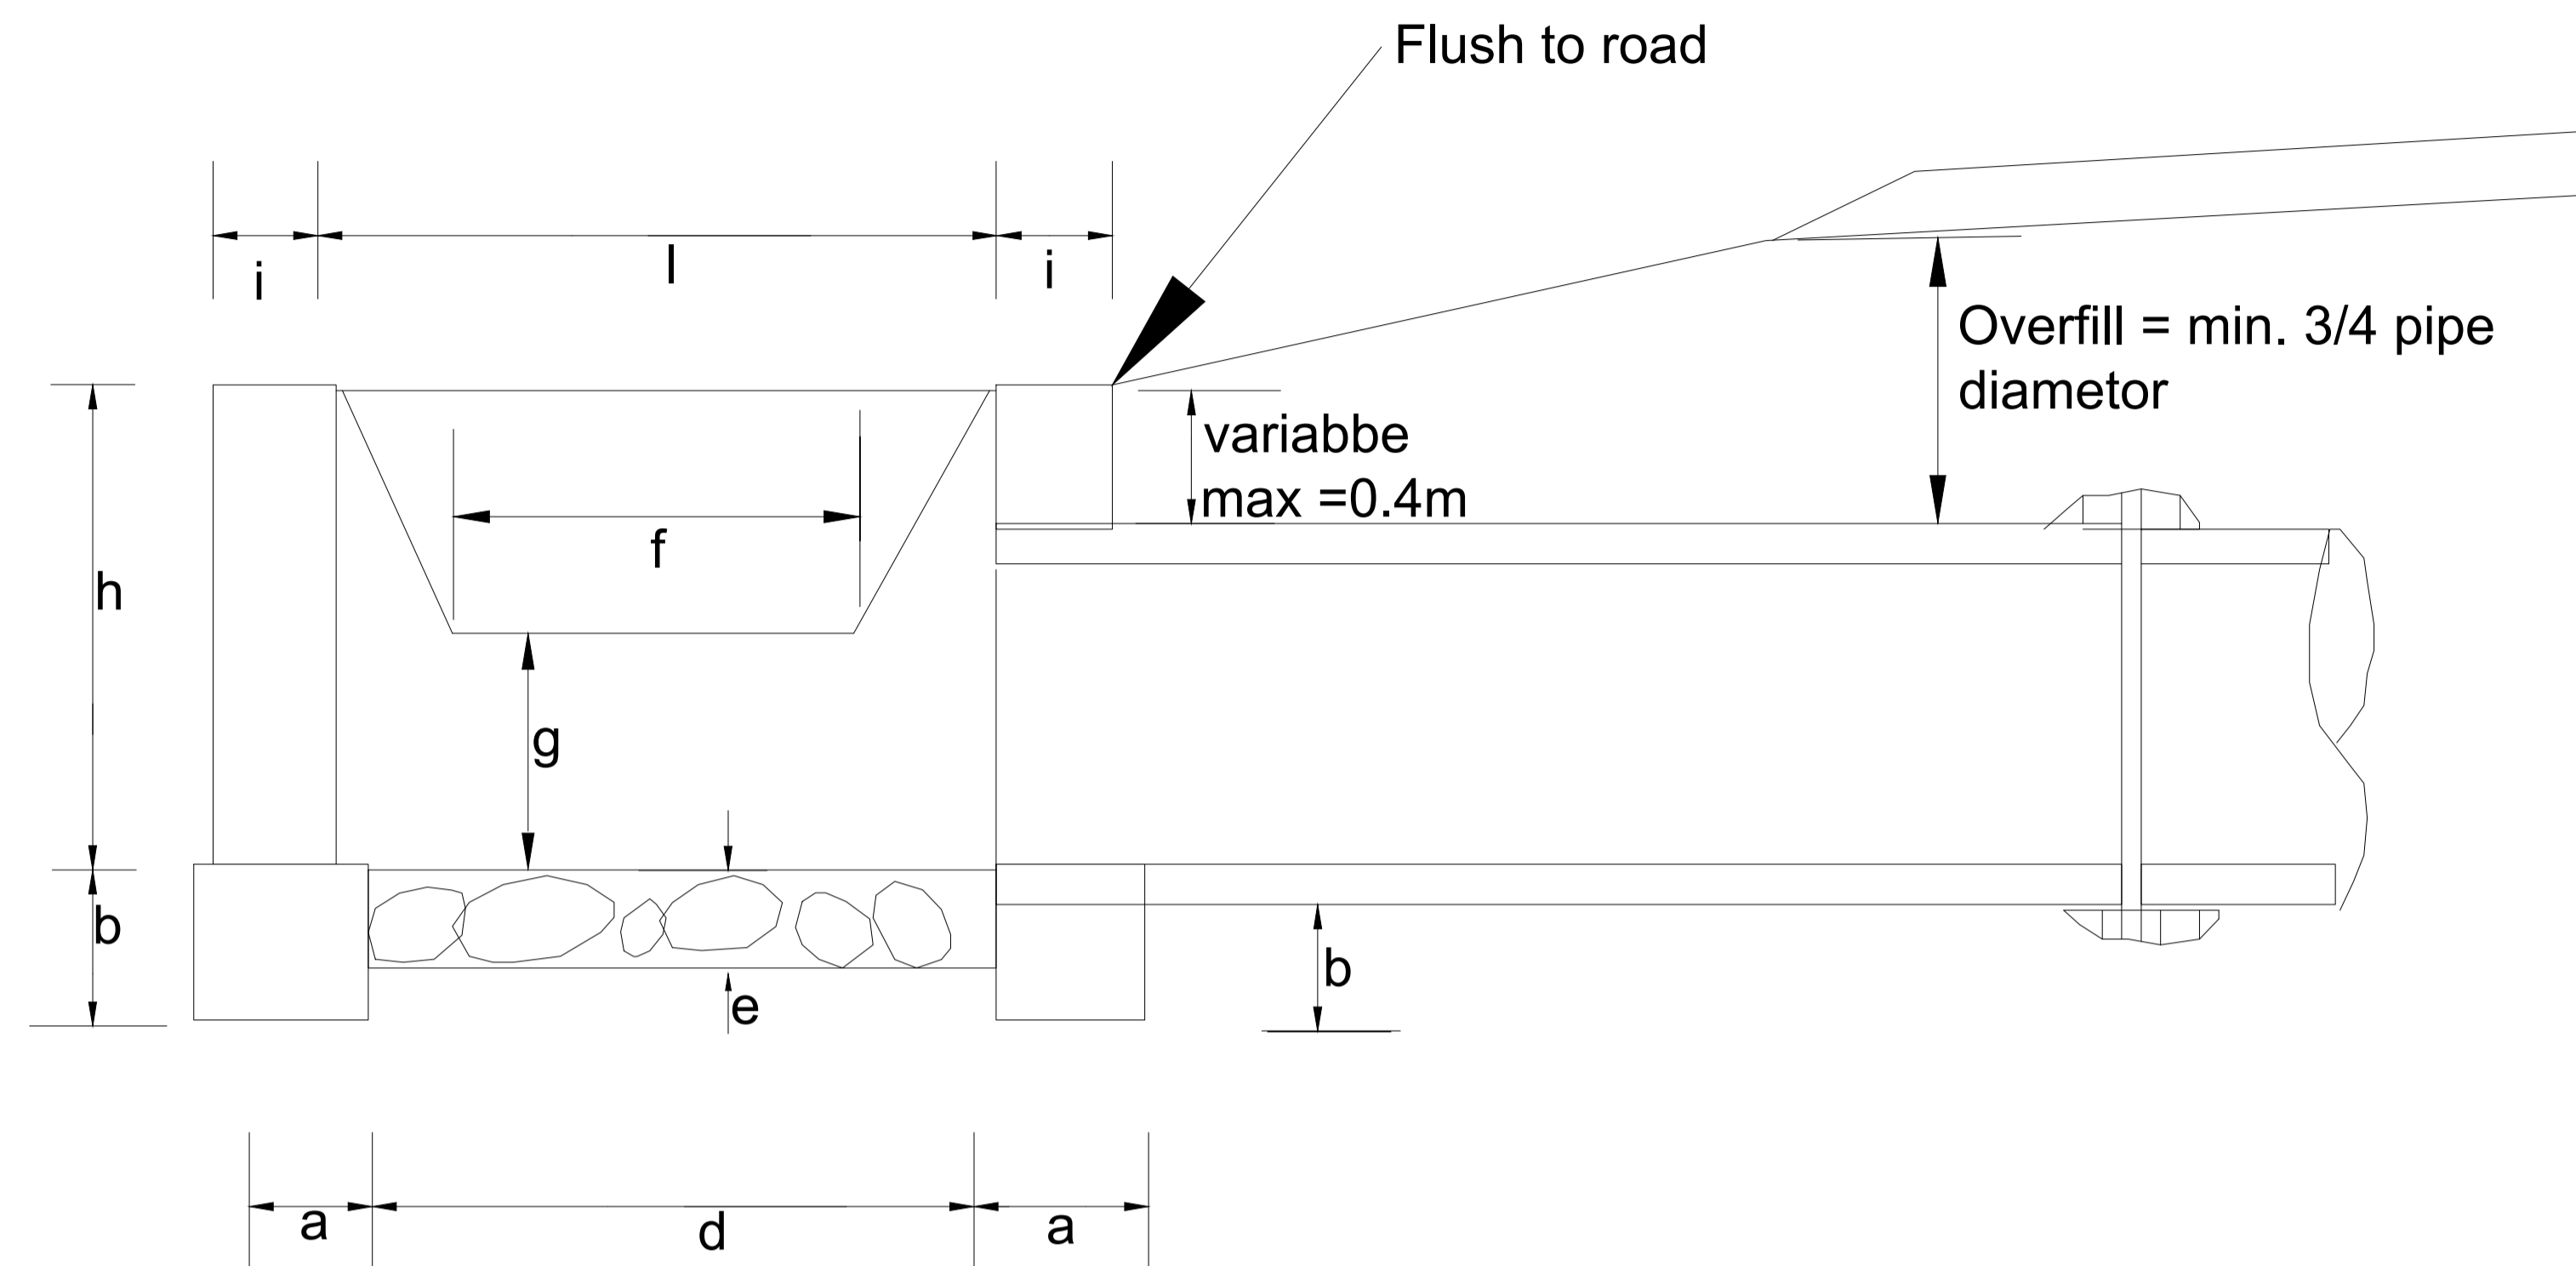 Flush to road
i
l
i
Overfill = min. 3/4 pipe
diametor
variabbe
max =0.4m
f
h
g
b
b
e
a
d
a